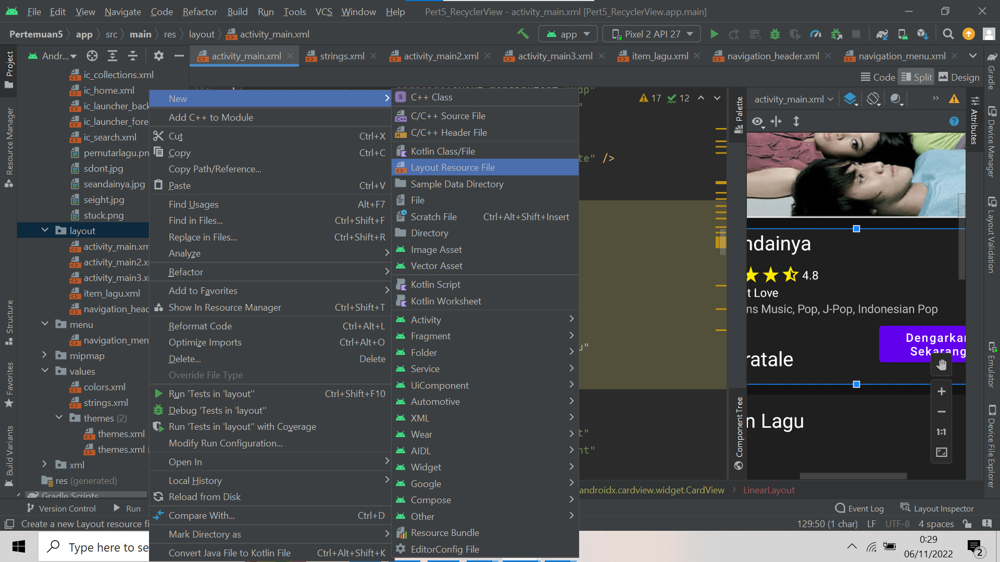 File Edit View Navigate Code Refactor Build Run Tools VCS Window Help Pert5_RecyclerView - activity_main.xml [Pert5_RecyclerView.app.main]
Pertemuan5 app src main res layout activity_main.xml app Pixel 2 API 27
Project
Resource Manager
Structure
Favorites
Build Variants
Andr...
activity_main.xml strings.xml activity_main2.xml activity_main3.xml item_lagu.xml navigation_header.xml navigation_menu.xml
Code Split Design
ic_collections.xml
ic_home.xml
ic_launcher_back
ic_launcher_fore
ic_search.xml
pemutarlagu.pn
sdont.jpg
seandainya.jpg
seight.jpg
stuck.png
layout
activity_main.xm
activity_main2.x
activity_main3.x
item_lagu.xml
navigation_head
menu
navigation_men
mipmap
values
colors.xml
strings.xml
themes (2)
themes.xml
themes.xml (
xml
res (generated)
Gradle Scripts
New
Add C++ to Module
Cut Ctrl+X
Copy Ctrl+C
Copy Path/Reference...
Paste Ctrl+V
Find Usages Alt+F7
Find in Files... Ctrl+Shift+F
Replace in Files... Ctrl+Shift+R
Analyze
Refactor
Add to Favorites
Show In Resource Manager Ctrl+Shift+T
Reformat Code Ctrl+Alt+L
Optimize Imports Ctrl+Alt+O
Delete... Delete
Override File Type
Run 'Tests in 'layout'' Ctrl+Shift+F10
Debug 'Tests in 'layout''
Run 'Tests in 'layout'' with Coverage
Modify Run Configuration...
Open In
Local History
Reload from Disk
Compare With... Ctrl+D
Mark Directory as
Convert Java File to Kotlin File Ctrl+Alt+Shift+K
C++ Class
C/C++ Source File
C/C++ Header File
Kotlin Class/File
Layout Resource File
Sample Data Directory
File
Scratch File Ctrl+Alt+Shift+Insert
Directory
Image Asset
Vector Asset
Kotlin Script
Kotlin Worksheet
Activity
Fragment
Folder
Service
UiComponent
Automotive
XML
Wear
AIDL
Widget
Google
Compose
Other
Resource Bundle
EditorConfig File
17 12
te" />
u"
t"
nt"
androidx.cardview.widget.CardView LinearLayout
Palette
Component Tree
activity_main.xml
ndainya
4.8
t Love
ns Music, Pop, J-Pop, Indonesian Pop
Dengarkan
Sekarang
ratale
n Lagu
1:1
Attributes
Gradle
Device Manager
Layout Validation
Emulator
Device File Explorer
Version Control Run Event Log Layout Inspector
Create a new Layout resource fi 129:50 (1 char) LF UTF-8 4 spaces
Type here to se 0:29
06/11/2022 2